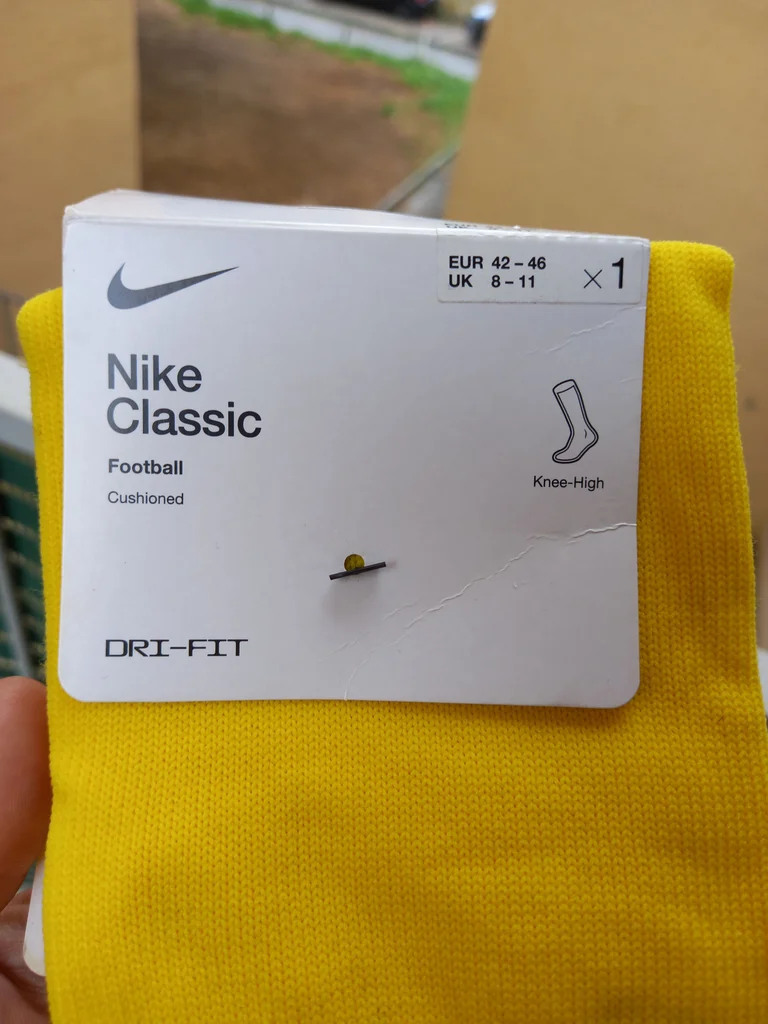 EUR 42 – 46
UK 8 – 11
×1
Nike
Classic
Football
Cushioned
Knee-High
DRI-FIT